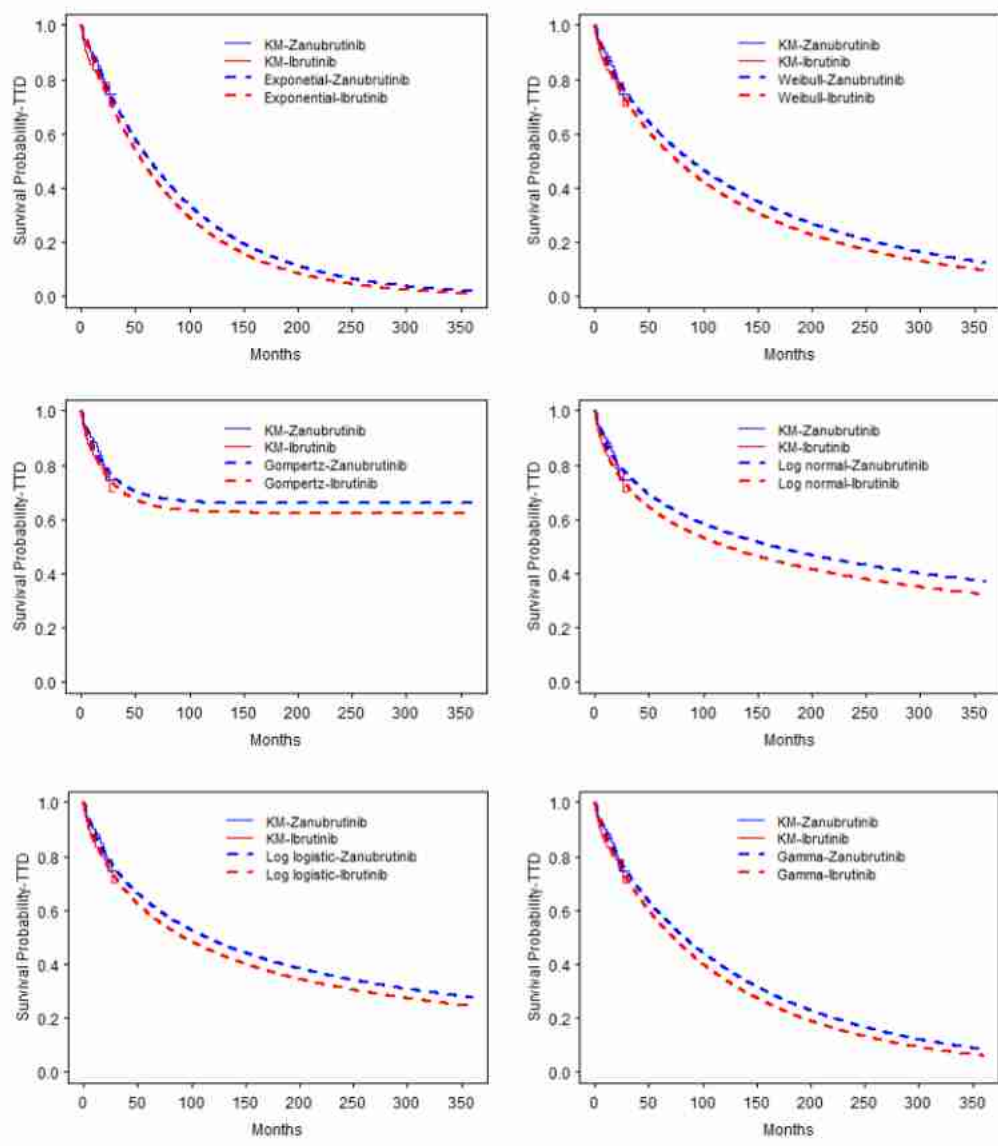 Survival Probability-TTD
1.0
0.8
0.6
0.4
0.2
0.0
KM-Zanubrutinib
KM-Ibrutinib
Exponetial-Zanubrutinib
Exponential-Ibrutinib
0 50 100 150 200 250 300 350
Months
Survival Probability-TTD
1.0
0.8
0.6
0.4
0.2
0.0
KM-Zanubrutinib
KM-Ibrutinib
Weibull-Zanubrutinib
Weibull-Ibrutinib
0 50 100 150 200 250 300 350
Months
Survival Probability-TTD
1.0
0.8
0.6
0.4
0.2
0.0
KM-Zanubrutinib
KM-Ibrutinib
Gompertz-Zanubrutinib
Gompertz-Ibrutinib
0 50 100 150 200 250 300 350
Months
Survival Probability-TTD
1.0
0.8
0.6
0.4
0.2
0.0
KM-Zanubrutinib
KM-Ibrutinib
Log normal-Zanubrutinib
Log normal-Ibrutinib
0 50 100 150 200 250 300 350
Months
Survival Probability-TTD
1.0
0.8
0.6
0.4
0.2
0.0
KM-Zanubrutinib
KM-Ibrutinib
Log logistic-Zanubrutinib
Log logistic-Ibrutinib
0 50 100 150 200 250 300 350
Months
Survival Probability-TTD
1.0
0.8
0.6
0.4
0.2
0.0
KM-Zanubrutinib
KM-Ibrutinib
Gamma-Zanubrutinib
Gamma-Ibrutinib
0 50 100 150 200 250 300 350
Months